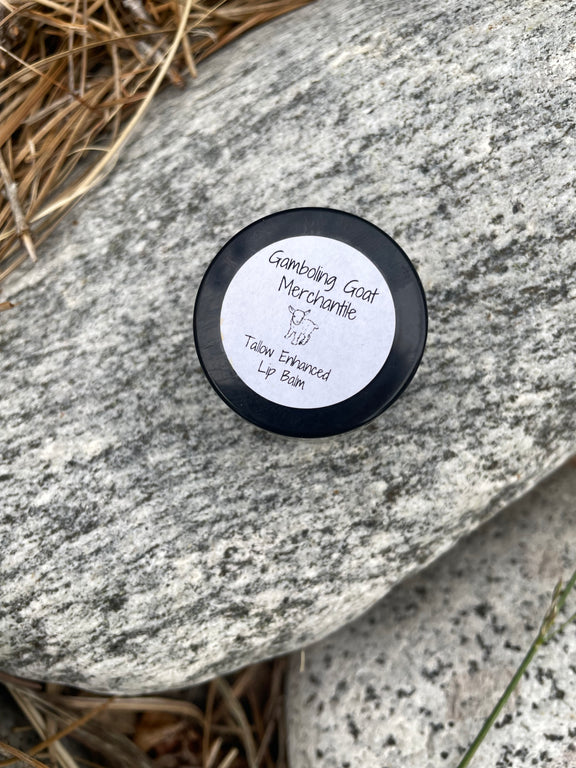 Gamboling Goat
Merchantile
Tallow Enhanced
Lip Balm